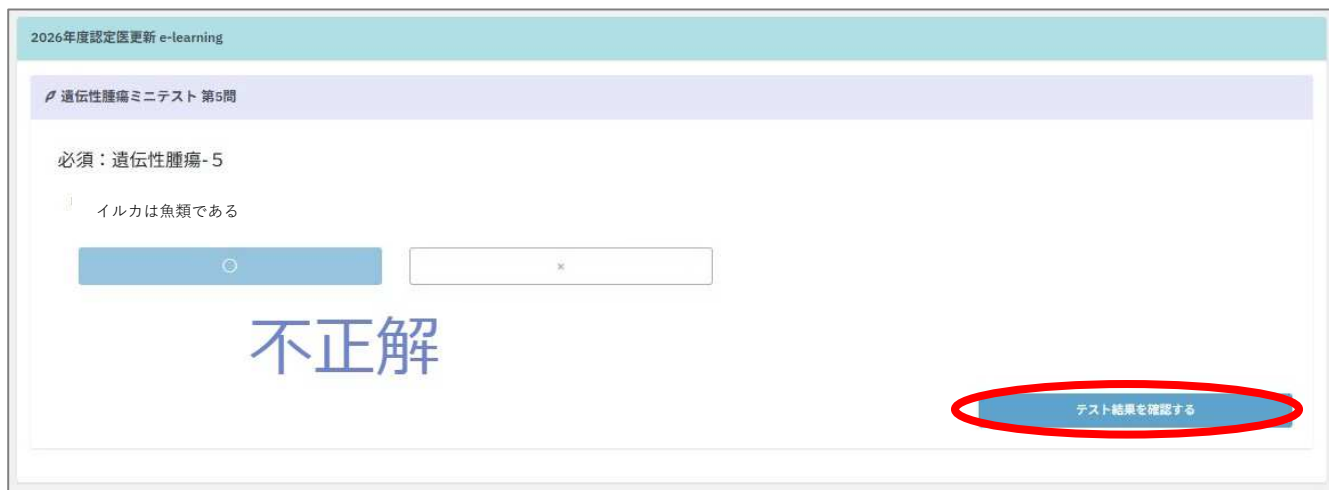 2026年度認定医更新 e-learning
遺伝性腫瘍ミニテスト 第5問
必須：遺伝性腫瘍-５
イルカは魚類である
○
×
不正解
テスト結果を確認する